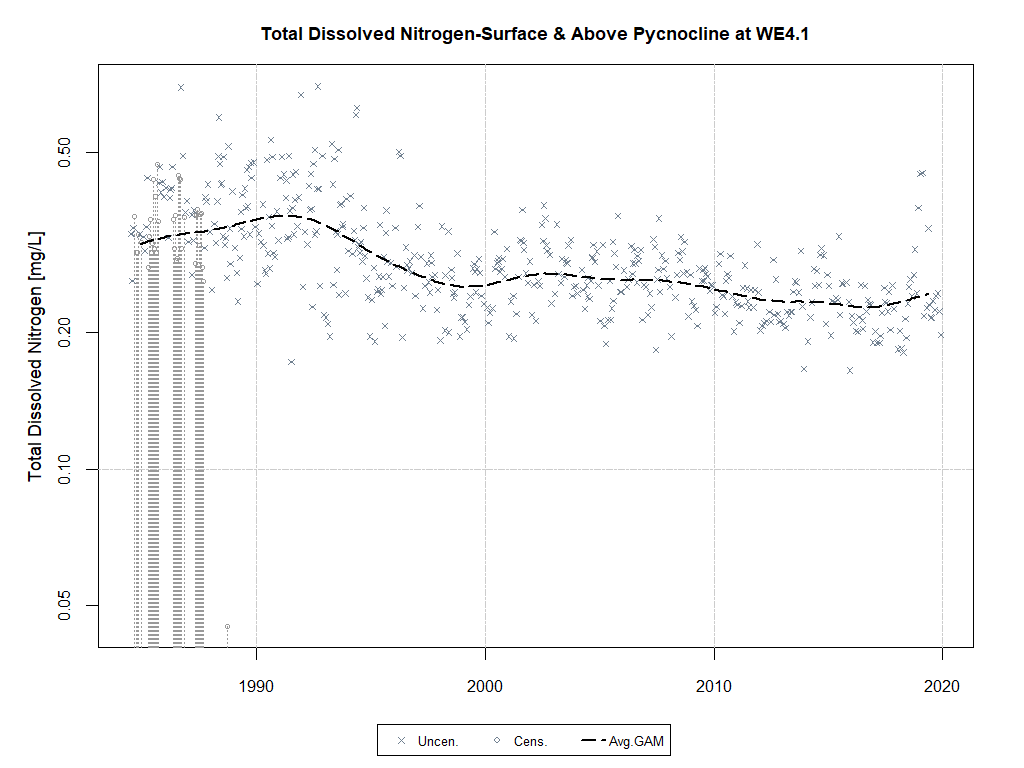 Total Dissolved Nitrogen-Surface & Above Pycnocline at WE4.1
Total Dissolved Nitrogen [mg/L]
0.50
0.20
0.10
0.05
1990
2000
2010
2020
Uncen.
Cens.
Avg.GAM